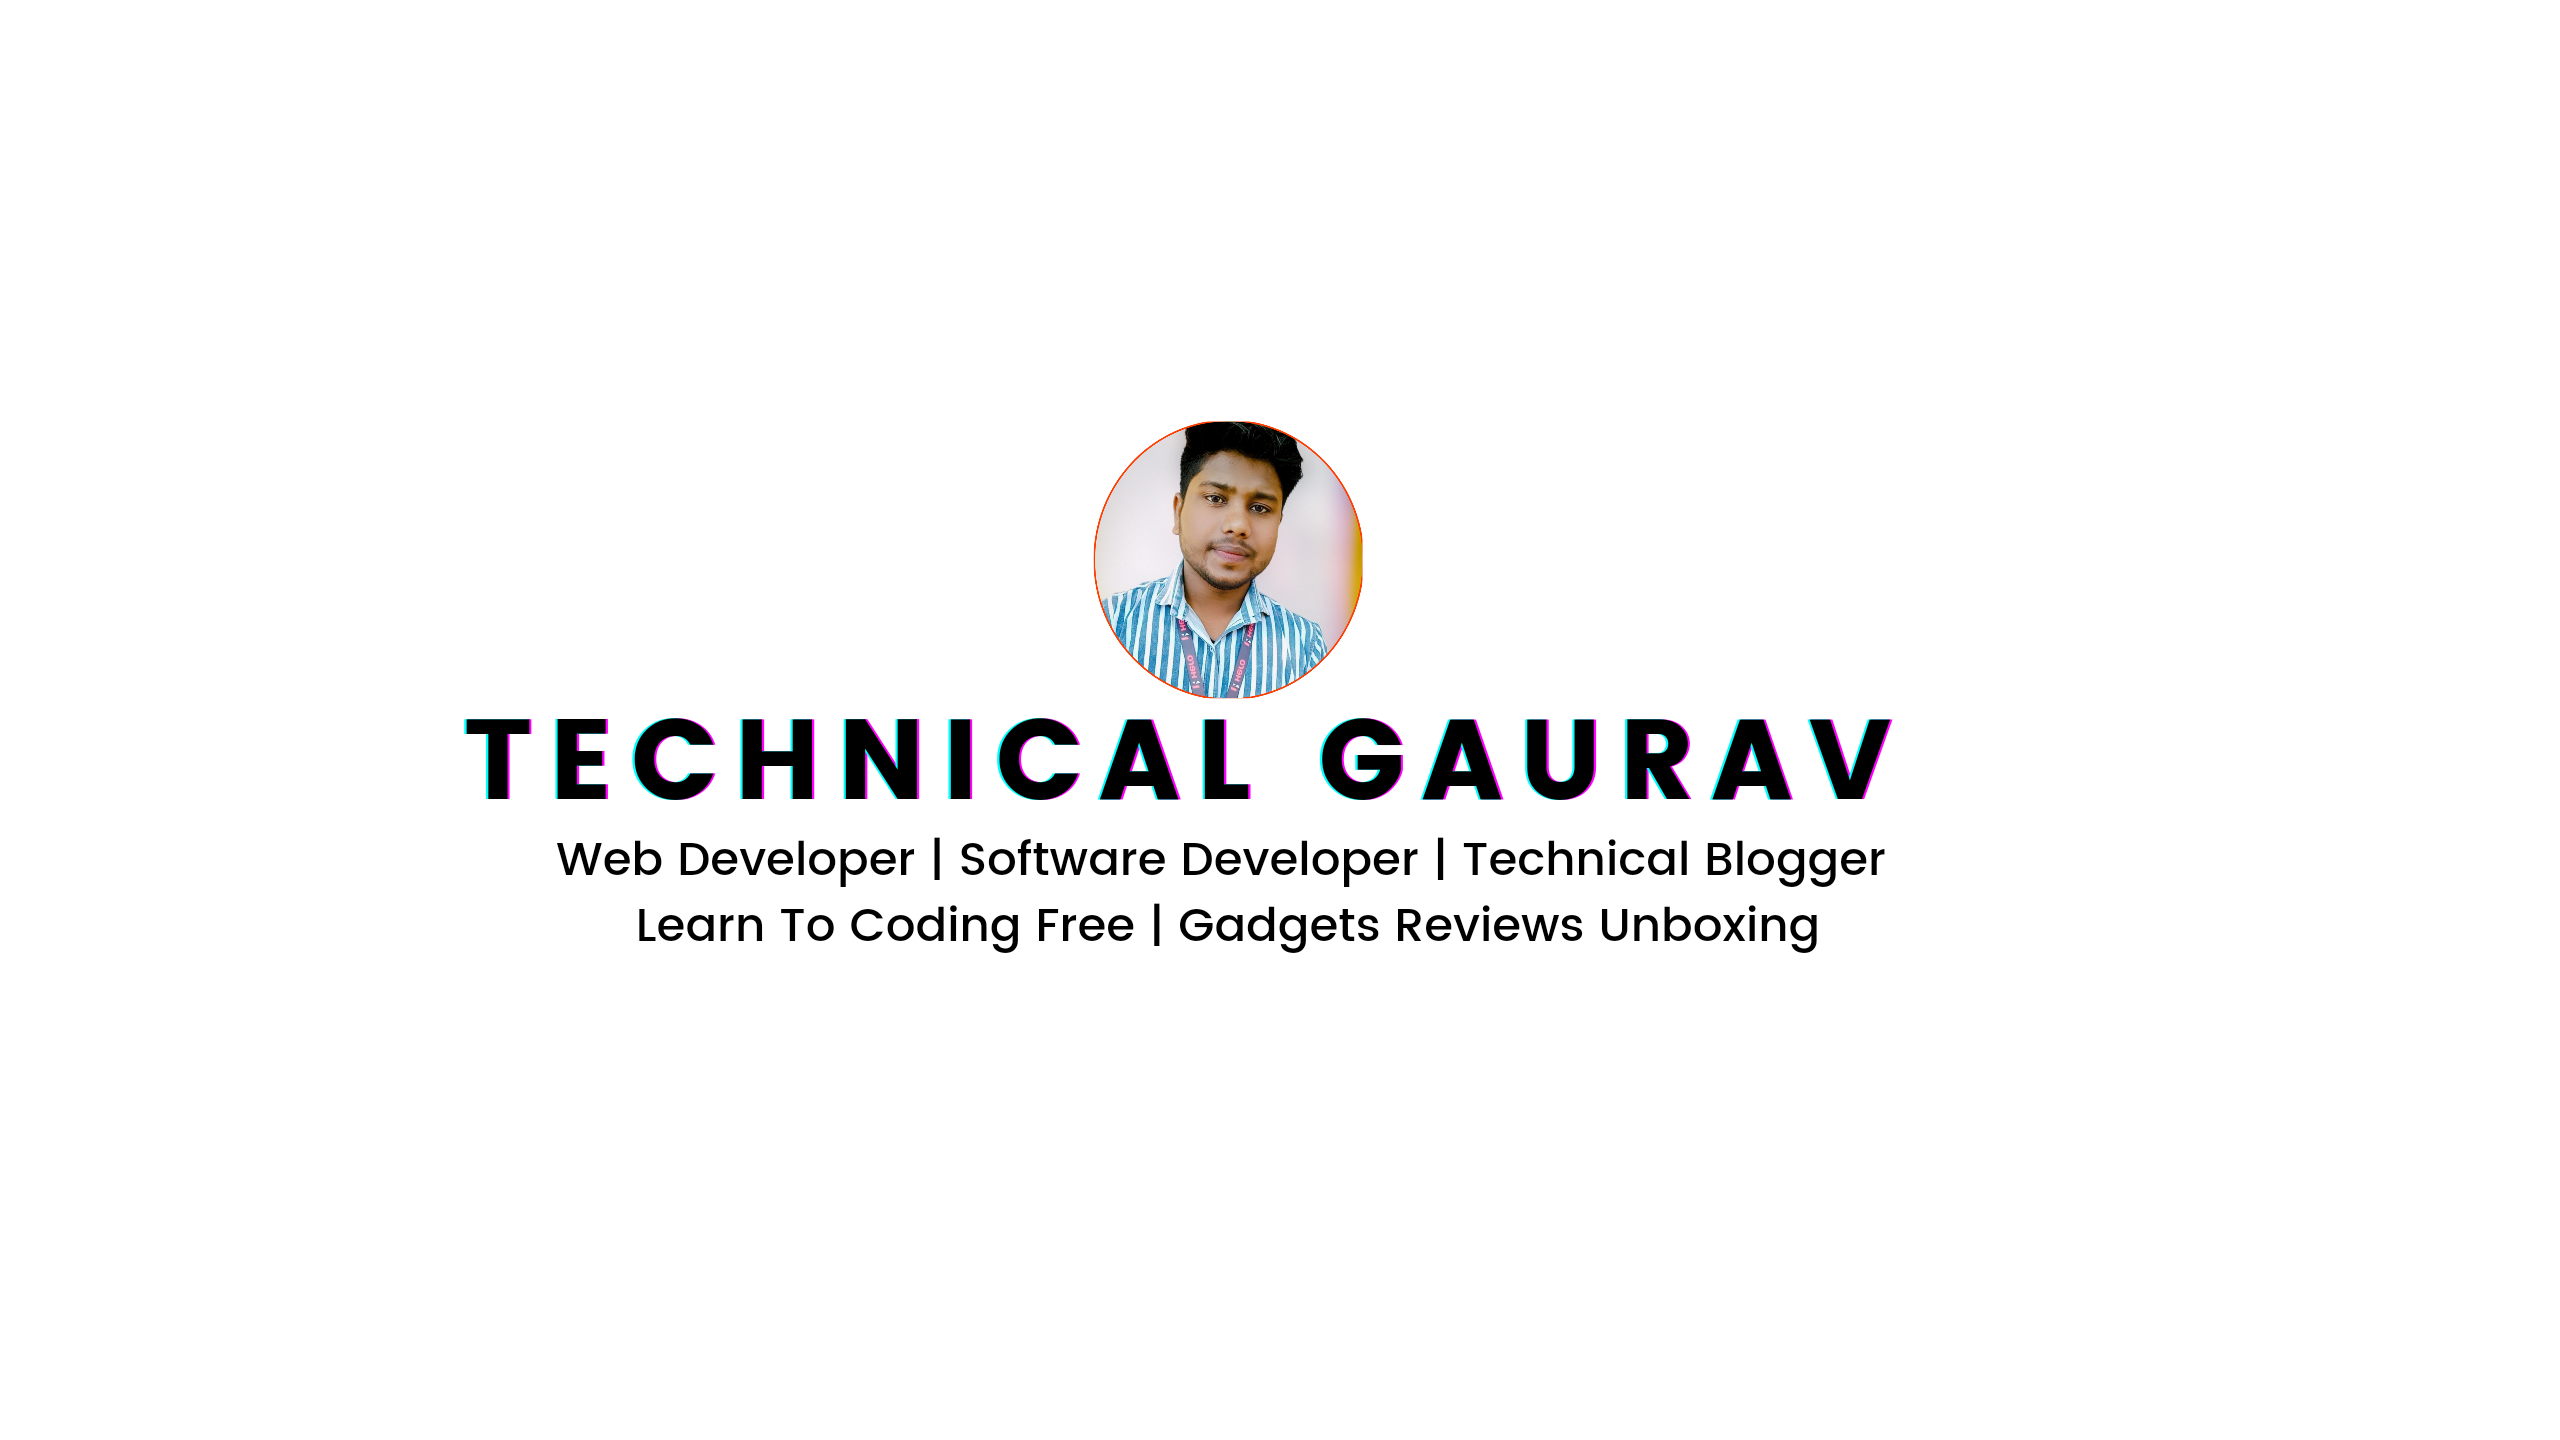 TECHNICAL GAURAV
Web Developer | Software Developer | Technical Blogger
Learn To Coding Free | Gadgets Reviews Unboxing